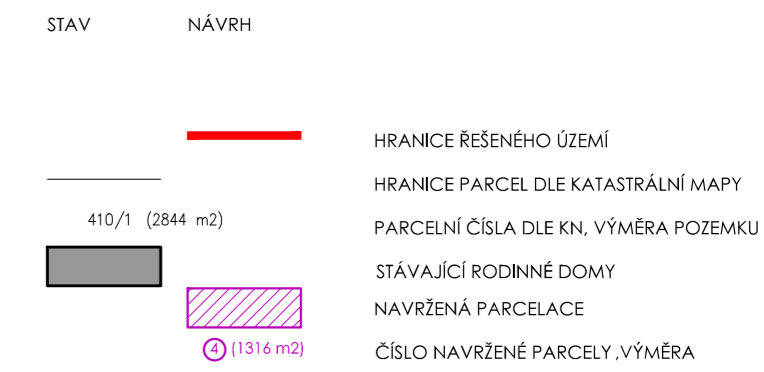 STAV NÁVRH
HRANICE ŘEŠENÉHO ÚZEMÍ
HRANICE PARCEL DLE KATASTRÁLNÍ MAPY
410/1 (2844 m2) PARCELNÍ ČÍSLA DLE KN, VÝMĚRA POZEMKU
STÁVAJÍCÍ RODINNÉ DOMY
NAVRŽENÁ PARCELACE
4 (1316 m2) ČÍSLO NAVRŽENÉ PARCELY ,VÝMĚRA